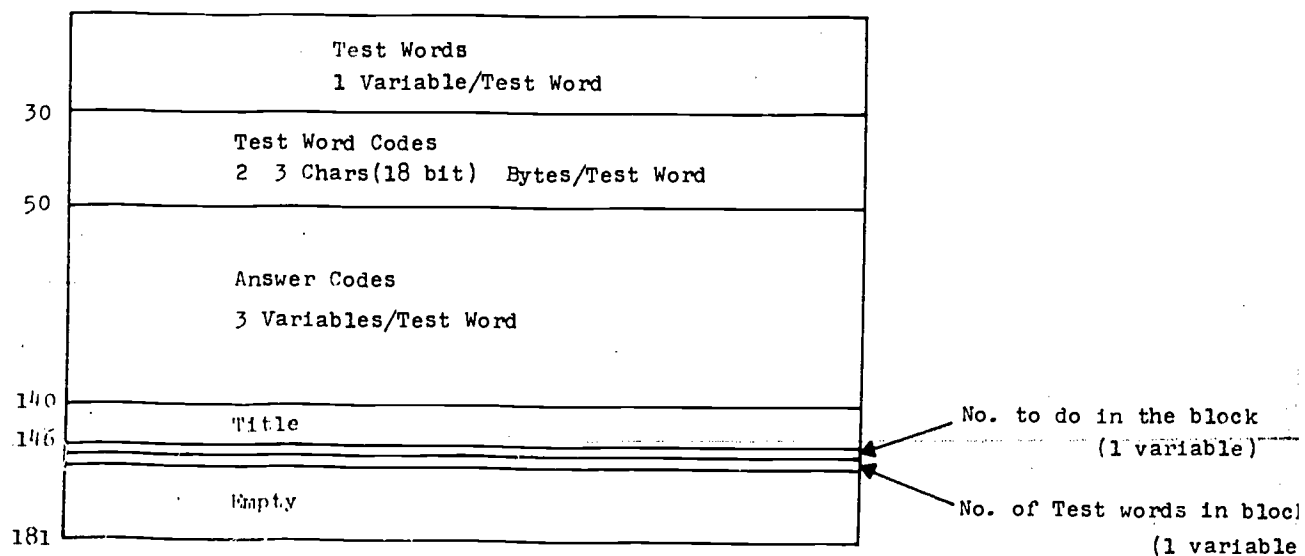 Test Words
1 Variable/Test Word
30
Test Word Codes
2 3 Chars(18 bit) Bytes/Test Word
50
Answer Codes
3 Variables/Test Word
140
Title
146
No. to do in the block
(1 variable)
Empty
No. of Test words in bloc
181
(1 variable